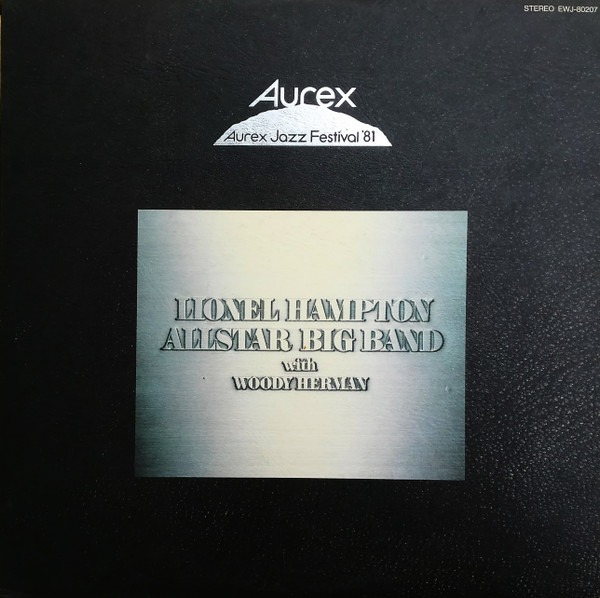 STEREO EWJ-80207
Aurex
Aurex Jazz Festival '81
LIONEL HAMPTON
ALLSTAR BIG BAND
with
WOODY HERMAN